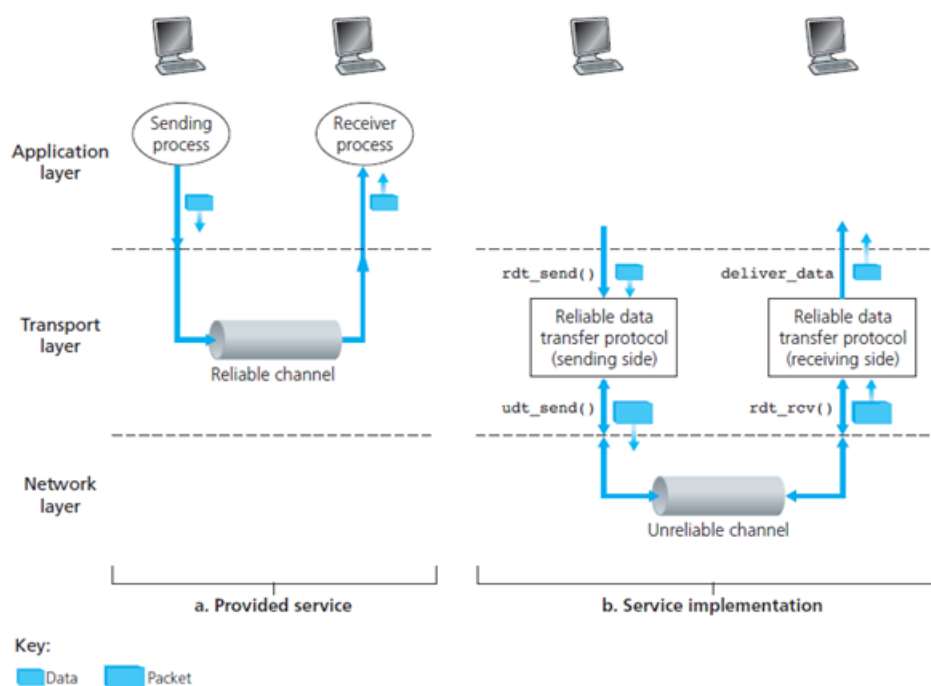 Sending
process
Receiver
process
Application
layer
rdt_send()
deliver_data
Transport
layer
Reliable channel
Reliable data
transfer protocol
(sending side)
Reliable data
transfer protocol
(receiving side)
udt_send()
rdt_rcv()
Network
layer
Unreliable channel
a. Provided service
b. Service implementation
Key:
Data
Packet